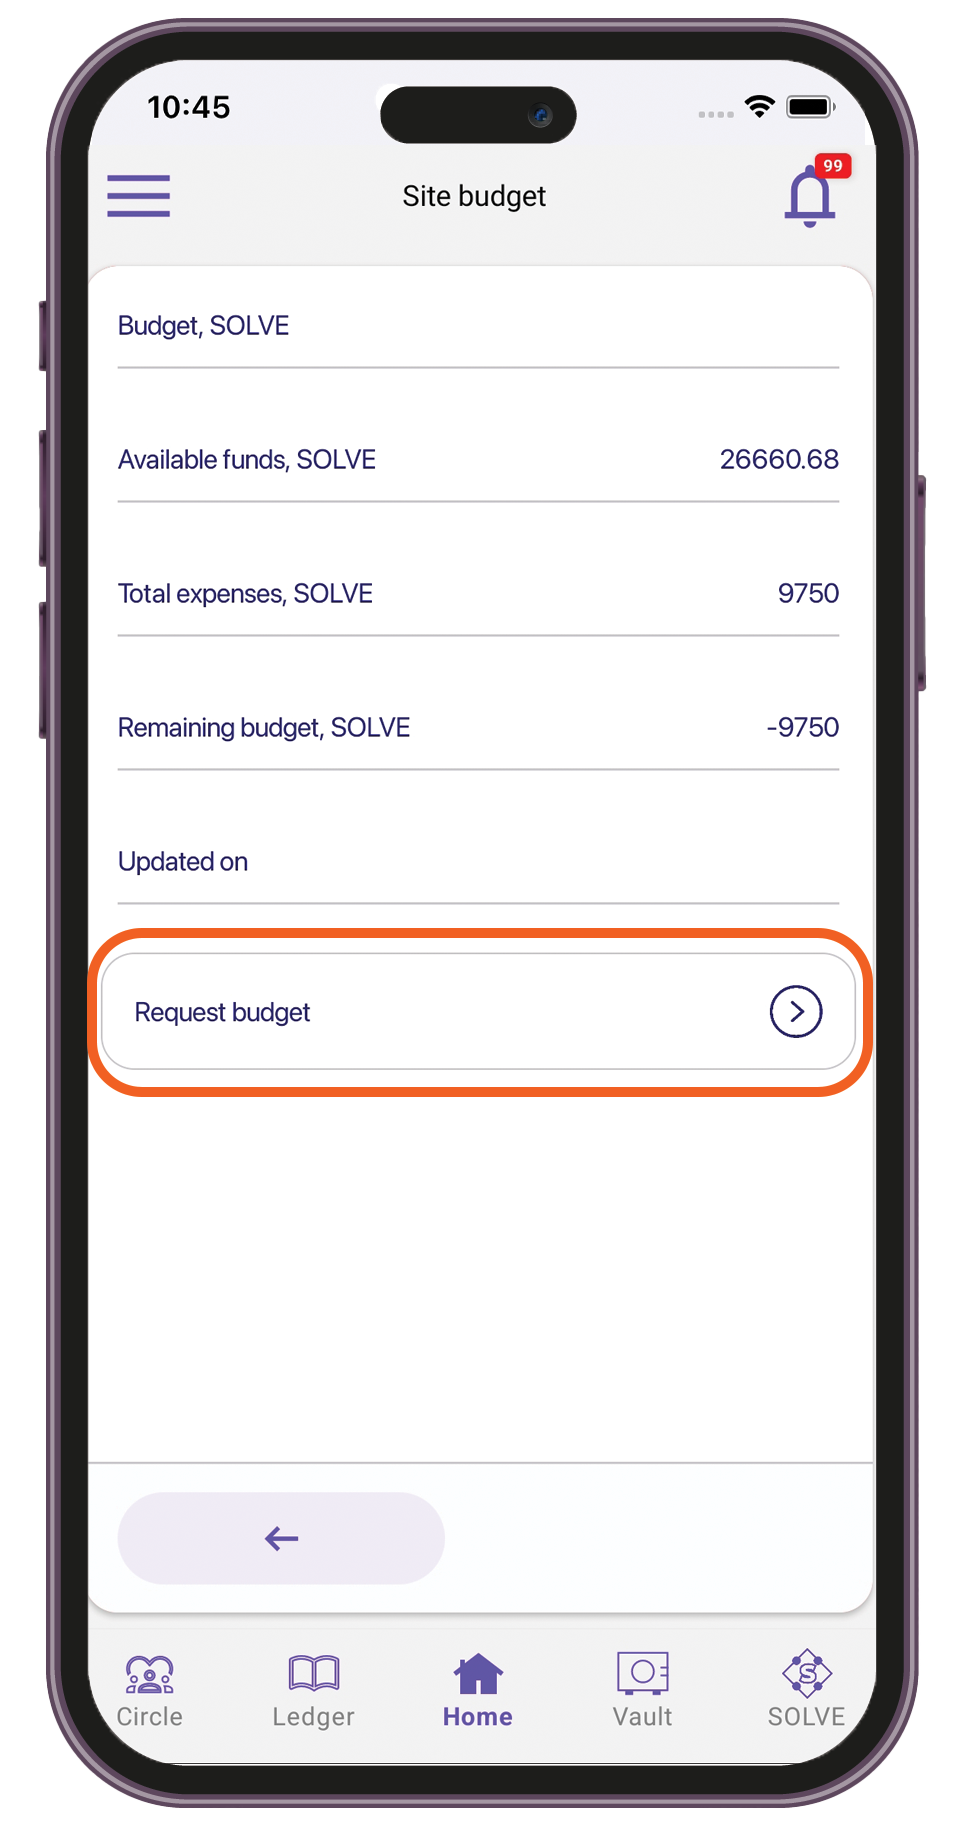 10:45
99
Site budget
Budget, SOLVE
Available funds, SOLVE 26660.68
Total expenses, SOLVE 9750
Remaining budget, SOLVE -9750
Updated on
Request budget
S
Circle Ledger Home Vault SOLVE